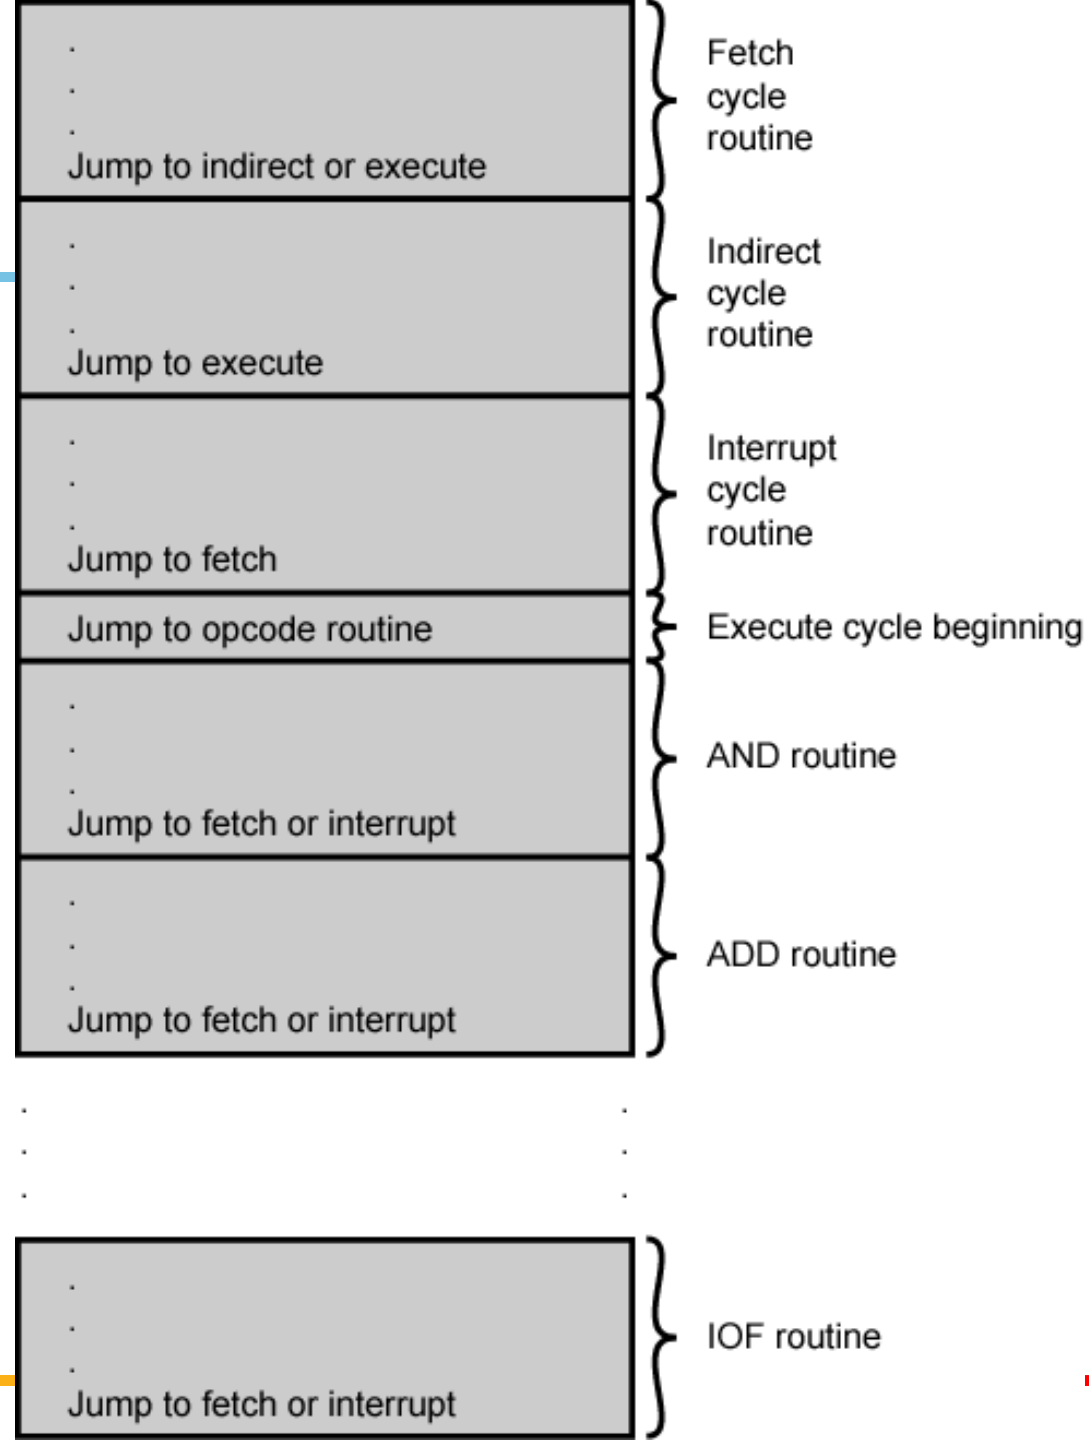 .
.
.
Jump to indirect or execute
Fetch
cycle
routine
.
.
.
Jump to execute
Indirect
cycle
routine
.
.
.
Jump to fetch
Interrupt
cycle
routine
Jump to opcode routine
Execute cycle beginning
.
.
.
Jump to fetch or interrupt
AND routine
.
.
.
Jump to fetch or interrupt
ADD routine
. .
. .
. .
.
.
.
Jump to fetch or interrupt
IOF routine